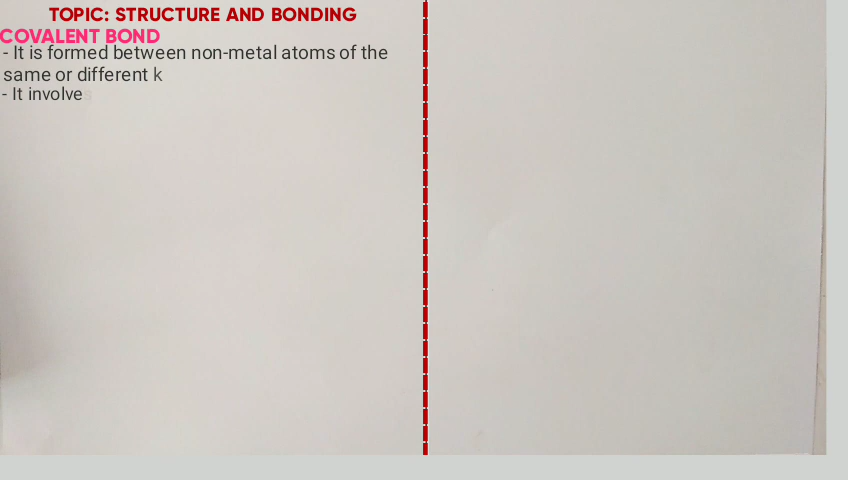 TOPIC: STRUCTURE AND BONDING
COVALENT BOND
- It is formed between non-metal atoms of the
same or different k
- It involves